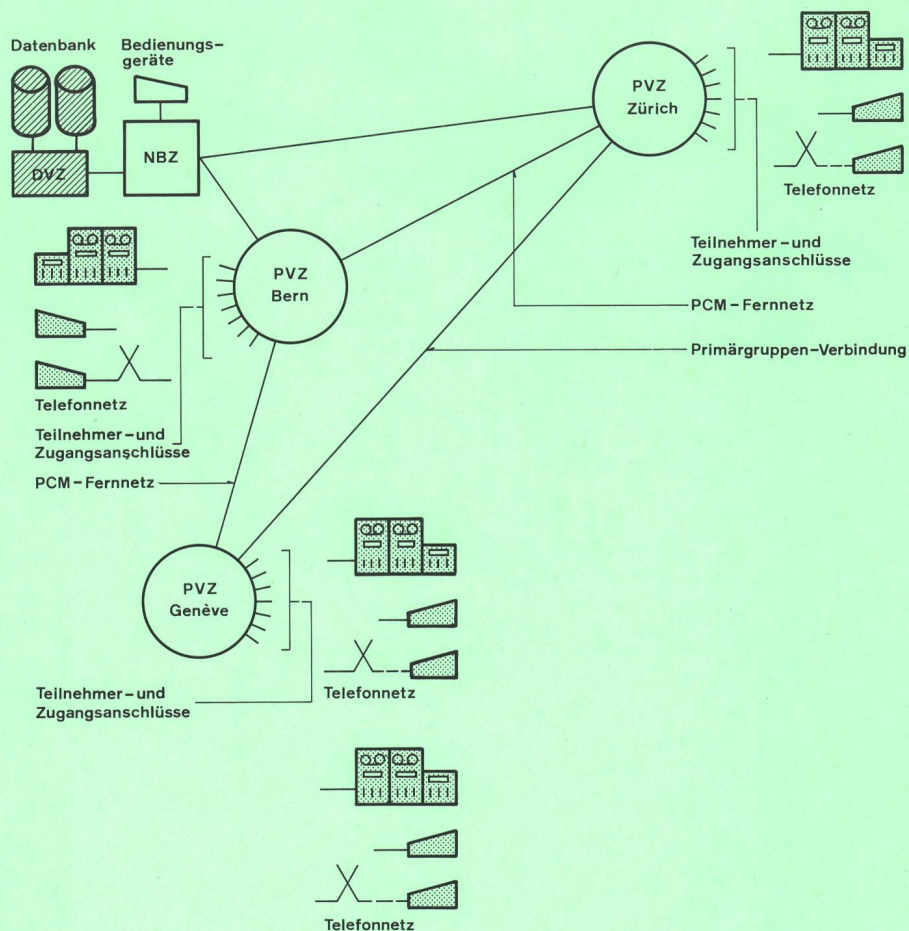 Datenbank
Bedienungs-
geräte
DVZ
NBZ
PVZ
Zürich
Telefonnetz
Teilnehmer- und
Zugangsanschlüsse
PCM-Fernnetz
Primärgruppen-Verbindung
PVZ
Bern
Telefonnetz
Teilnehmer- und
Zugangsanschlüsse
PCM-Fernnetz
PVZ
Genève
Telefonnetz
Teilnehmer- und
Zugangsanschlüsse
Telefonnetz